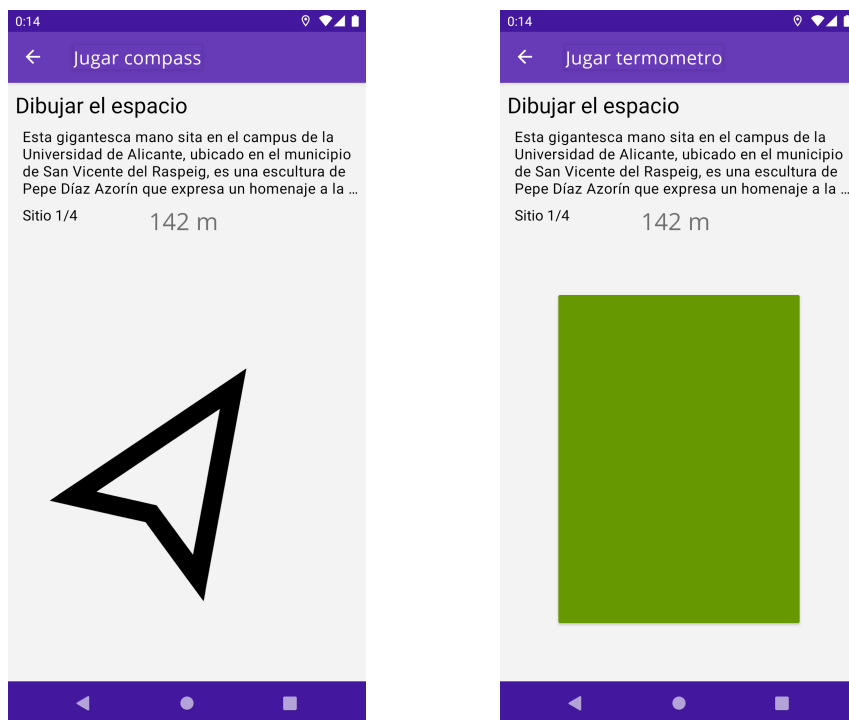 0:14
Jugar compass
Dibujar el espacio
Esta gigantesca mano sita en el campus de la
Universidad de Alicante, ubicado en el municipio
de San Vicente del Raspeig, es una escultura de
Pepe Díaz Azorín que expresa un homenaje a la ...
Sitio 1/4
142 m
0:14
Jugar termometro
Dibujar el espacio
Esta gigantesca mano sita en el campus de la
Universidad de Alicante, ubicado en el municipio
de San Vicente del Raspeig, es una escultura de
Pepe Díaz Azorín que expresa un homenaje a la ...
Sitio 1/4
142 m